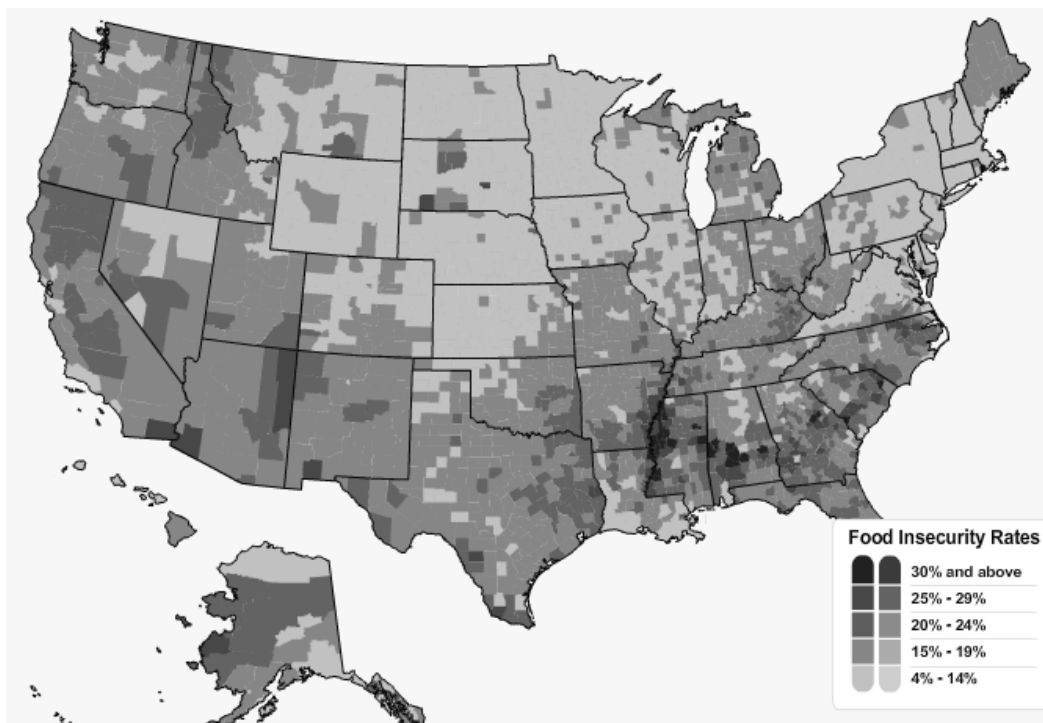 Food Insecurity Rates
30% and above
25% - 29%
20% - 24%
15% - 19%
4% - 14%